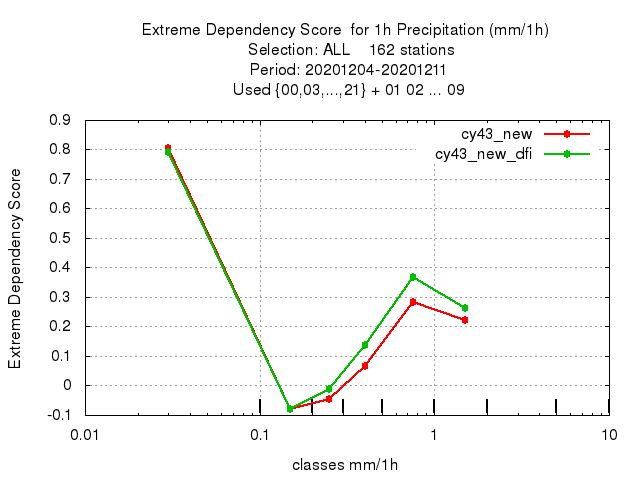 Extreme Dependency Score  for 1h Precipitation (mm/1h)
Selection: ALL    162 stations
Period: 20201204-20201211
Used {00,03,...,21} + 01 02 ... 09
cy43_new
cy43_new_dfi
Extreme Dependency Score
0.9
0.8
0.7
0.6
0.5
0.4
0.3
0.2
0.1
0
-0.1
0.01 0.1 1 10
classes mm/1h